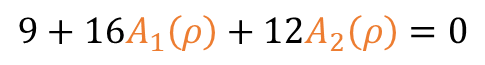 9 + 16A₁(ρ) + 12A₂(ρ) = 0